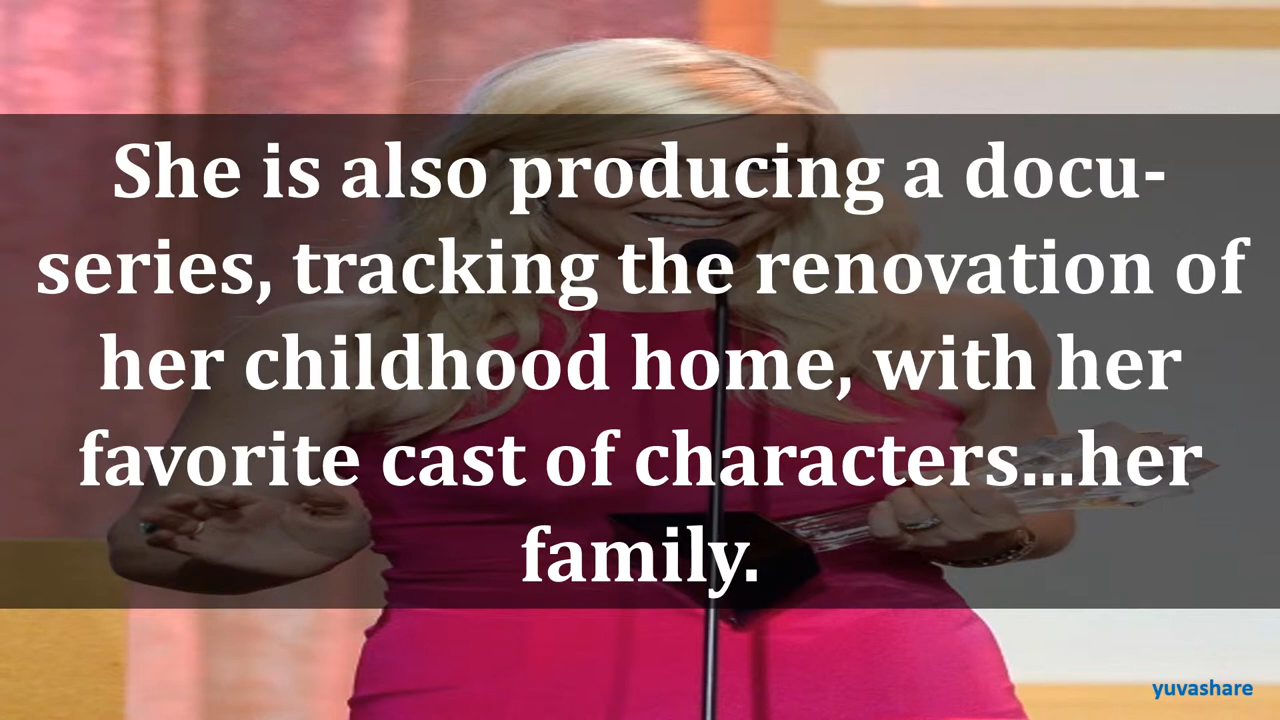 She is also producing a docu-
series, tracking the renovation of
her childhood home, with her
favorite cast of characters...her
family.
yuvashare